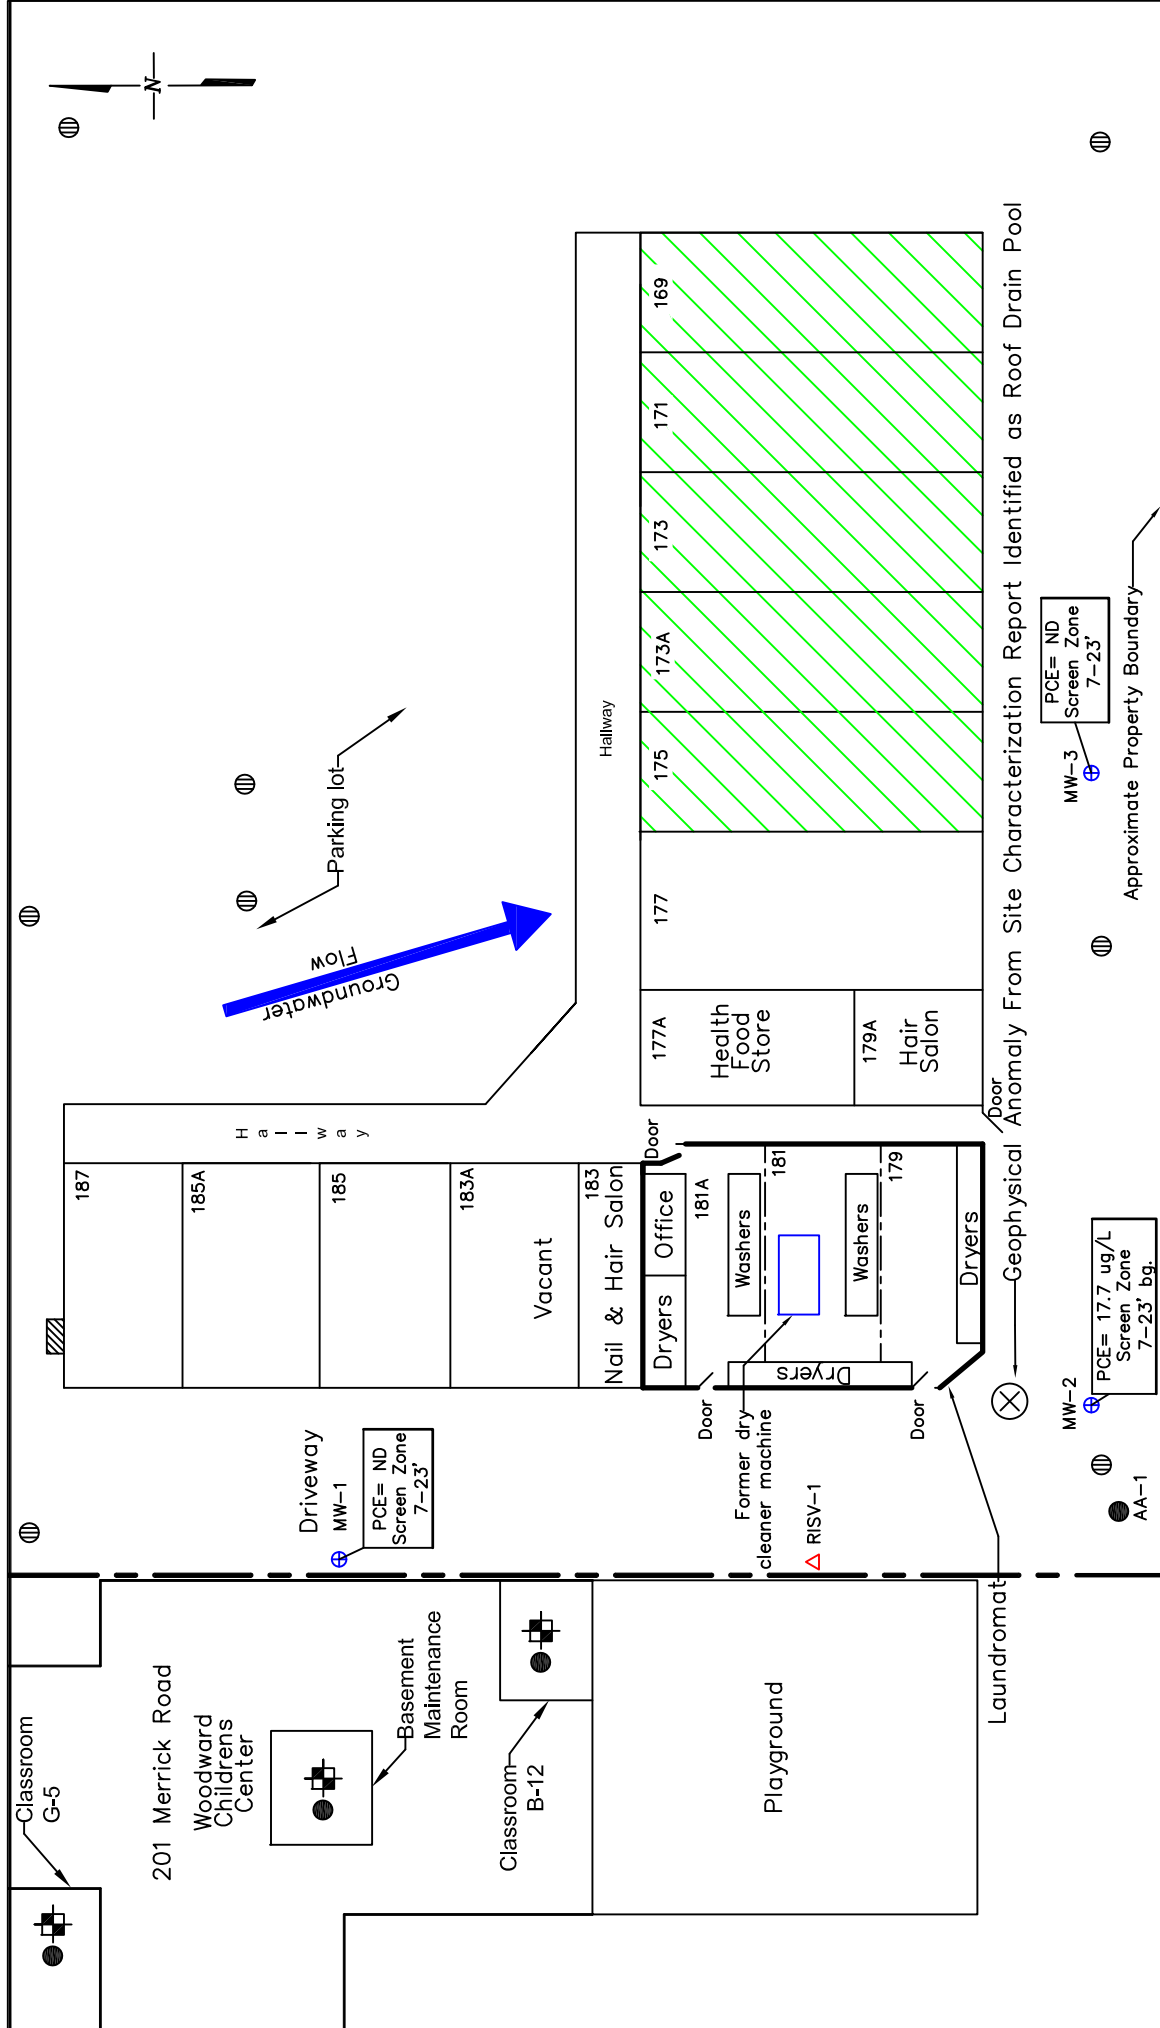 N
Classroom
G-5
201 Merrick Road
Woodward
Childrens
Center
Basement
Maintenance
Room
Classroom
B-12
Playground
Driveway
MW-1
PCE= ND
Screen Zone
7-23'
187
185A
185
183A
Vacant
183
Nail & Hair Salon
Hallway
Groundwater
Flow
Parking lot
Hallway
Door
Office
Dryers
181A
Washers
181
Washers
179
Dryers
Dryers
Door
Door
Door
Former dry
cleaner machine
RISV-1
Laundromat
177A
Health
Food
Store
179A
Hair
Salon
177
175
173A
173
171
169
Geophysical Anomaly From Site Characterization Report Identified as Roof Drain Pool
MW-2
PCE= 17.7 ug/L
Screen Zone
7-23' bg.
AA-1
MW-3
PCE= ND
Screen Zone
7-23'
Approximate Property Boundary